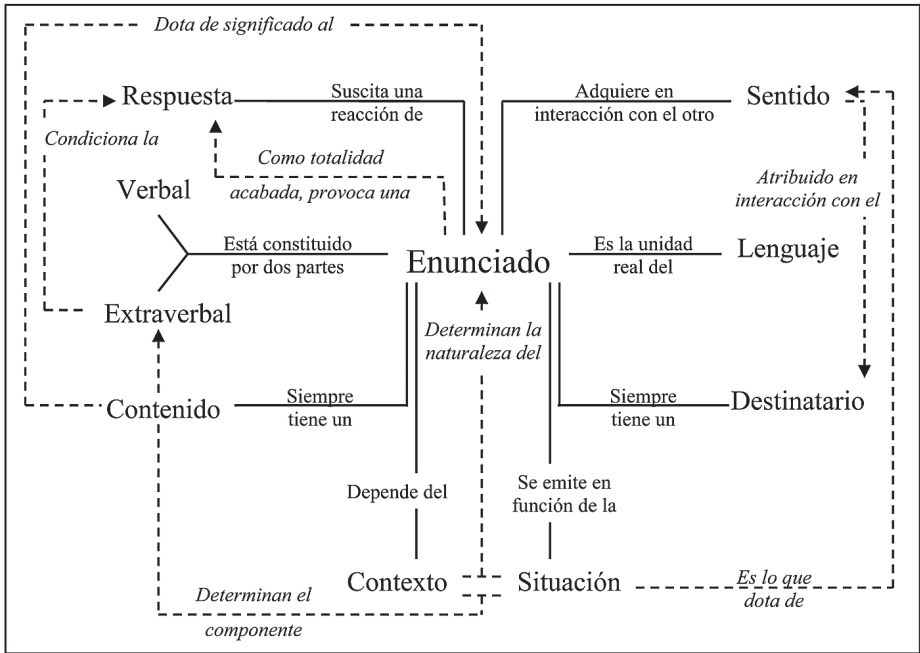 Dota de significado al
Respuesta
Suscita una
reacción de
Adquiere en
interacción con el otro
Sentido
Condiciona la
Como totalidad
acabada, provoca una
Atribuido en
interacción con el
Verbal
Está constituido
por dos partes
Enunciado
Es la unidad
real del
Lenguaje
Extraverbal
Determinan la
naturaleza del
Contenido
Siempre
tiene un
Siempre
tiene un
Destinatario
Depende del
Se emite en
función de la
Contexto
Situación
Determinan el
componente
Es lo que
dota de